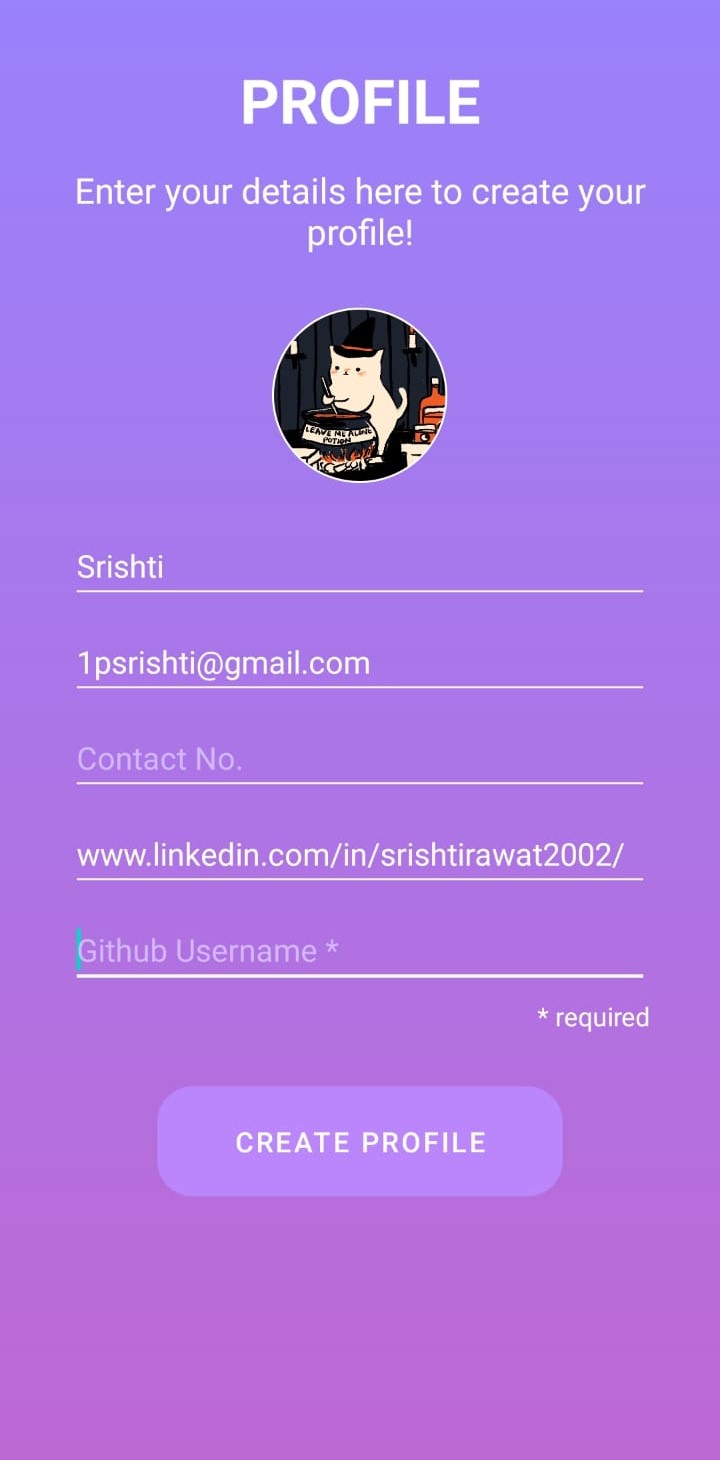 PROFILE
Enter your details here to create your
profile!
LEAVE ME ALONE
POTION
Srishti
1psrishti@gmail.com
Contact No.
www.linkedin.com/in/srishtirawat2002/
Github Username *
* required
CREATE PROFILE